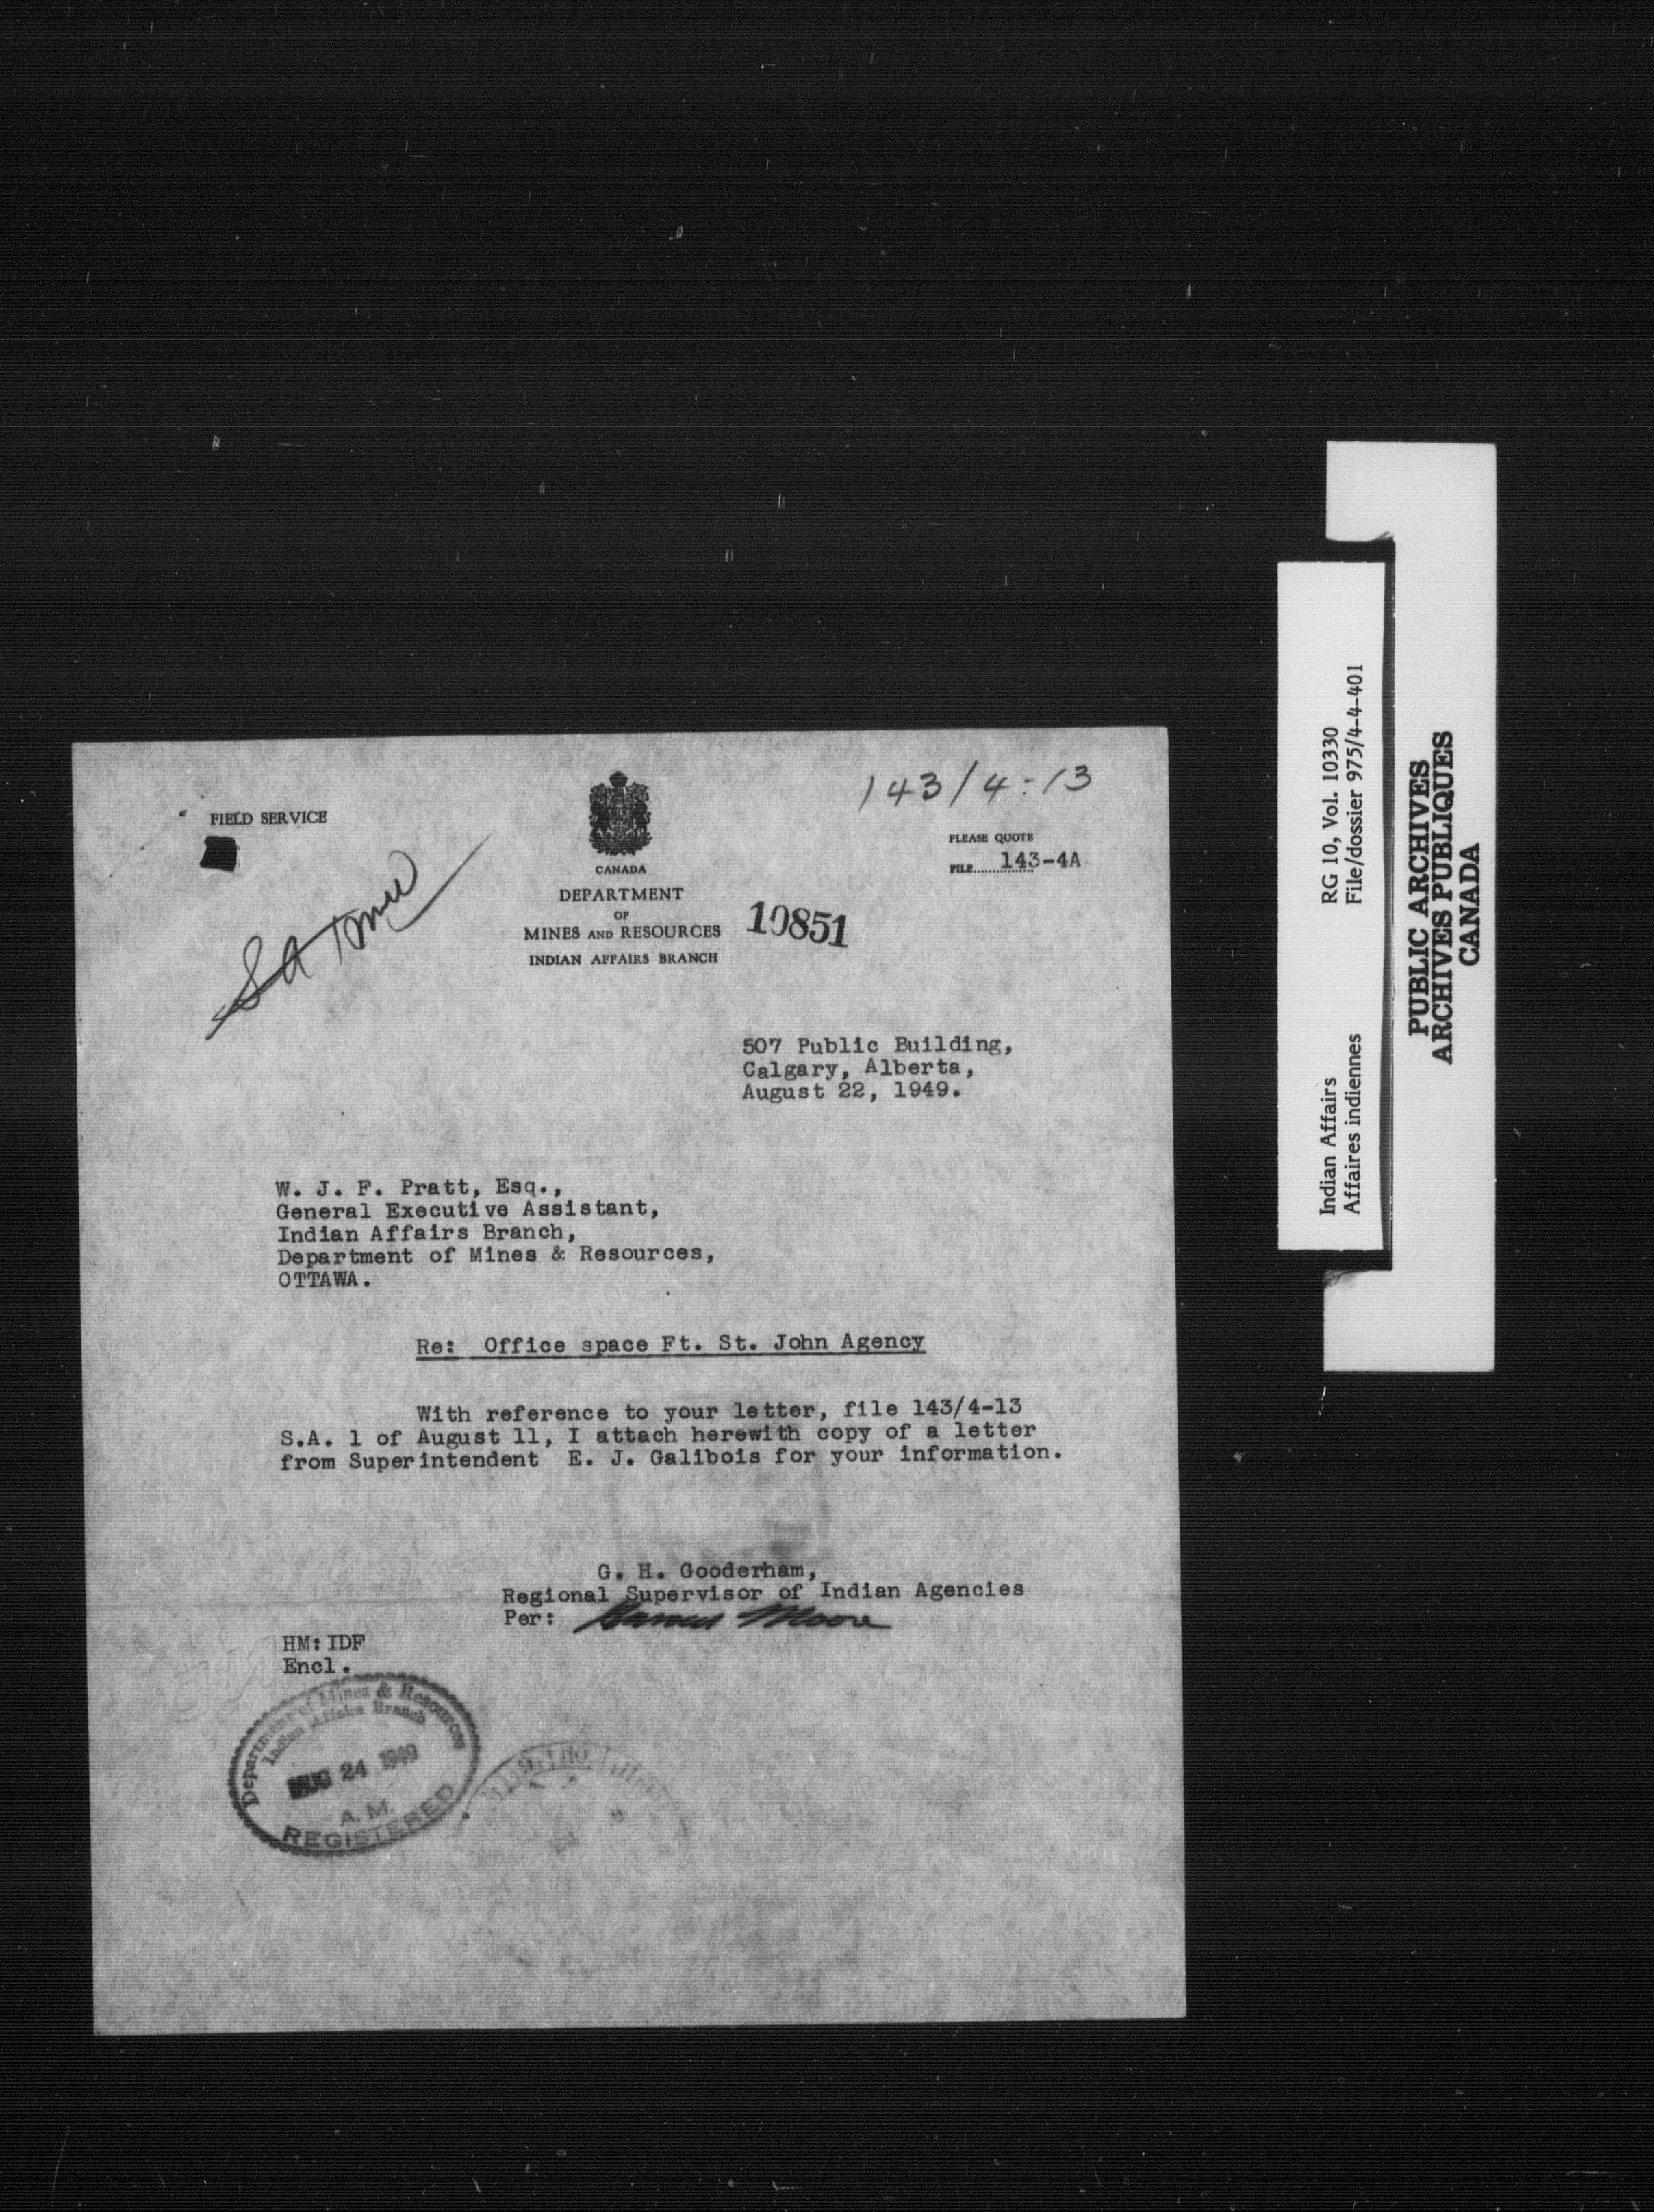 143/4-13
FIELD SERVICE
PLEASE QUOTE
FILE 143-4A
CANADA
DEPARTMENT
OF
MINES AND RESOURCES
INDIAN AFFAIRS BRANCH
10851
507 Public Building,
Calgary, Alberta,
August 22, 1949.
W. J. F. Pratt, Esq.,
General Executive Assistant,
Indian Affairs Branch,
Department of Mines & Resources,
OTTAWA.
Re: Office space Ft. St. John Agency
With reference to your letter, file 143/4-13
S.A. 1 of August 11, I attach herewith copy of a letter
from Superintendent E. J. Galibois for your information.
G. H. Gooderham,
Regional Supervisor of Indian Agencies
Per: Moore
HM:IDF
Encl.
Department of Mines & Resources
Indian Affairs Branch
AUG 24 1949
A. M.
REGISTERED
Indian Affairs RG 10, Vol. 10330
Affaires indiennes File/dossier 975/4-4-401
PUBLIC ARCHIVES
ARCHIVES PUBLIQUES
CANADA